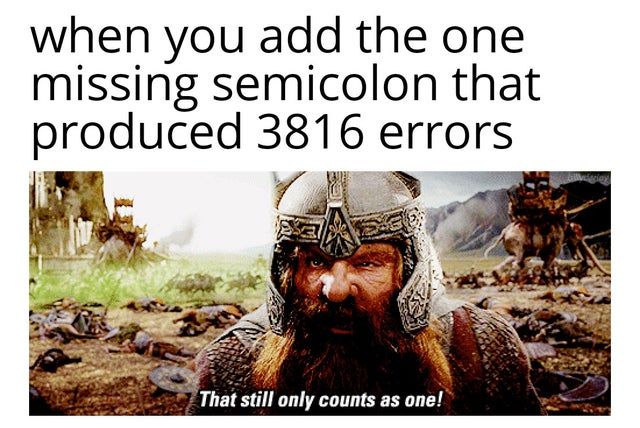 when you add the one
missing semicolon that
produced 3816 errors
That still only counts as one!